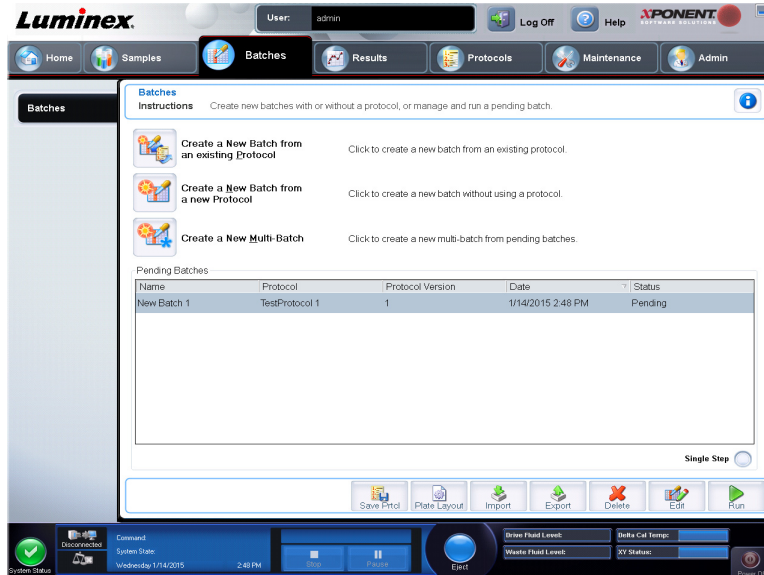 Luminex.
User: admin
Log Off
Help
XPONENT
SOFTWARE SOLUTIONS
Home
Samples
Batches
Results
Protocols
Maintenance
Admin
Batches
Batches
Instructions Create new batches with or without a protocol, or manage and run a pending batch.
Create a New Batch from
an existing Protocol
Click to create a new batch from an existing protocol.
Create a New Batch from
a new Protocol
Click to create a new batch without using a protocol.
Create a New Multi-Batch
Click to create a new multi-batch from pending batches.
Pending Batches
Name Protocol Protocol Version Date Status
New Batch 1 TestProtocol 1 1 1/14/2015 2:48 PM Pending
Single Step
Save Prtcl Plate Layout Import Export Delete Edit Run
System Status
Disconnected
Command
System State:
Wednesday 1/14/2015 2:48 PM
Stop
Pause
Eject
Drive Fluid Level:
Waste Fluid Level:
Delta Cal Temp:
XY Status: